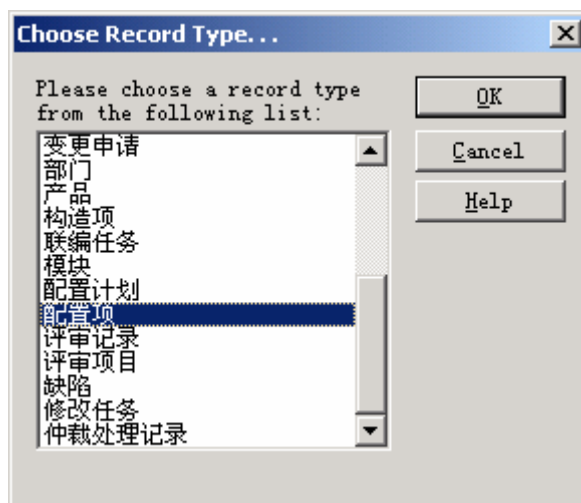 Choose Record Type...
Please choose a record type
from the following list:
变更申请
部门
产品
构造项
联编任务
模块
配置计划
配置项
评审记录
评审项目
缺陷
修改任务
仲裁处理记录
OK
Cancel
Help